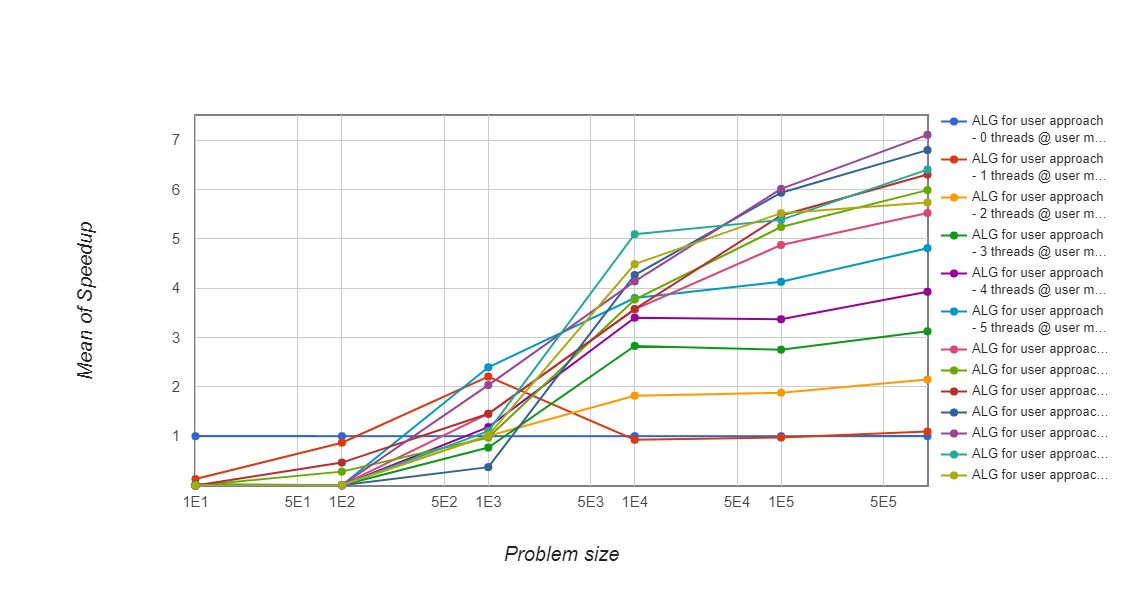 7
6
5
4
3
2
1
Mean of Speedup
1E1 5E1 1E2 5E2 1E3 5E3 1E4 5E4 1E5 5E5
Problem size
ALG for user approach
- 0 threads @ user m...
ALG for user approach
- 1 threads @ user m...
ALG for user approach
- 2 threads @ user m...
ALG for user approach
- 3 threads @ user m...
ALG for user approach
- 4 threads @ user m...
ALG for user approach
- 5 threads @ user m...
ALG for user approac...
ALG for user approac...
ALG for user approac...
ALG for user approac...
ALG for user approac...
ALG for user approac...
ALG for user approac...